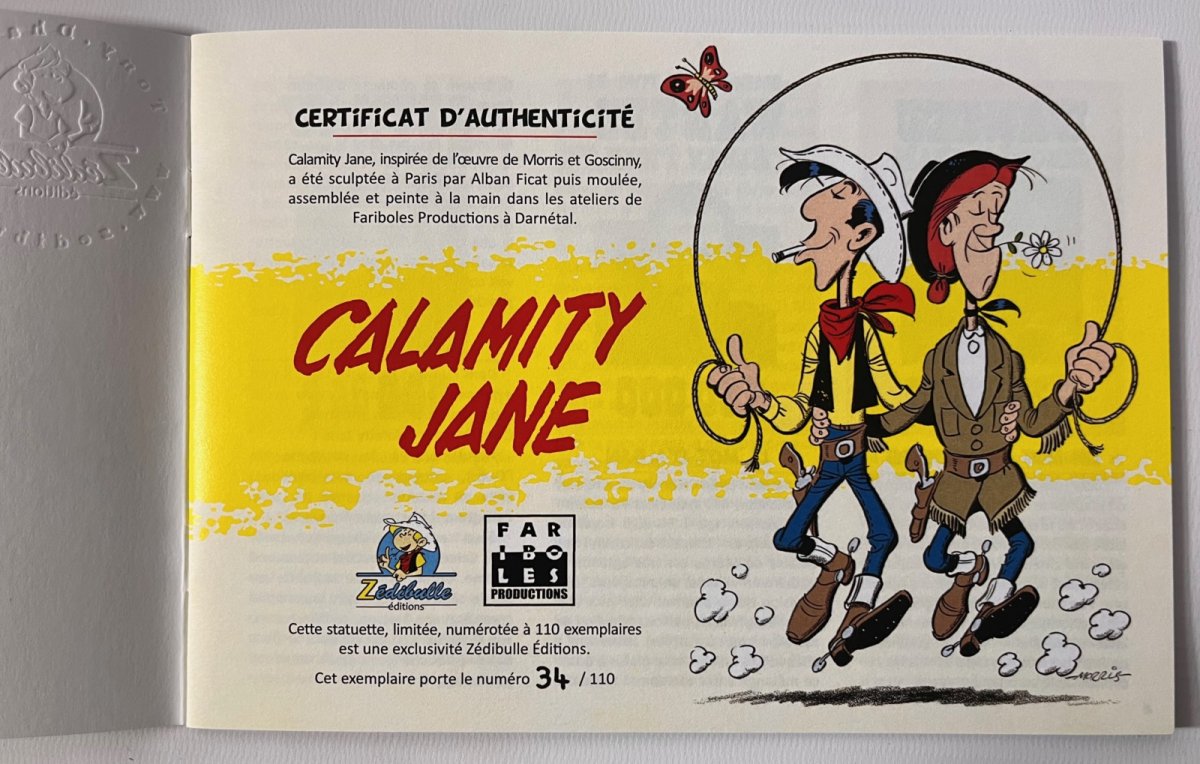 CERTIFICAT D'AUTHENTICITÉ
Calamity Jane, inspirée de l'œuvre de Morris et Goscinny,
a été sculptée à Paris par Alban Ficat puis moulée,
assemblée et peinte à la main dans les ateliers de
Fariboles Productions à Darnétal.
CALAMITY
JANE
Zédibulle
éditions
FAR
IBO
LES
PRODUCTIONS
Cette statuette, limitée, numérotée à 110 exemplaires
est une exclusivité Zédibulle Éditions.
Cet exemplaire porte le numéro 34 / 110
MORRIS